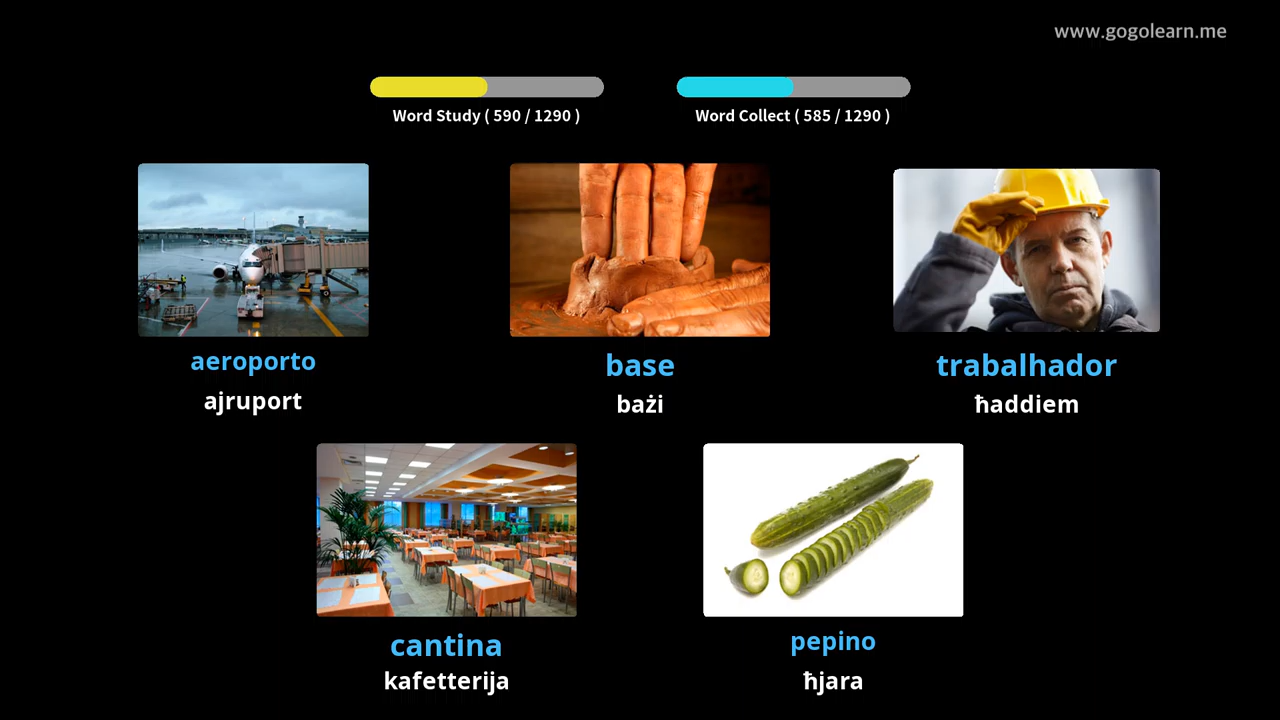 www.gogolearn.me
Word Study ( 590 / 1290 )
Word Collect ( 585 / 1290 )
aeroporto
ajruport
base
bażi
trabalhador
ħaddiem
cantina
kafetterija
pepino
ħjara